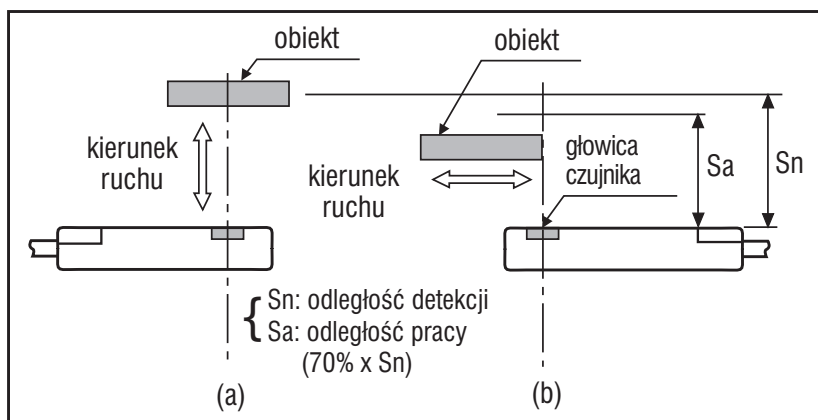 obiekt
kierunek
ruchu
obiekt
kierunek
ruchu
głowica
czujnika
Sa
Sn
{ Sn: odległość detekcji
Sa: odległość pracy
(70% x Sn)
(a)
(b)